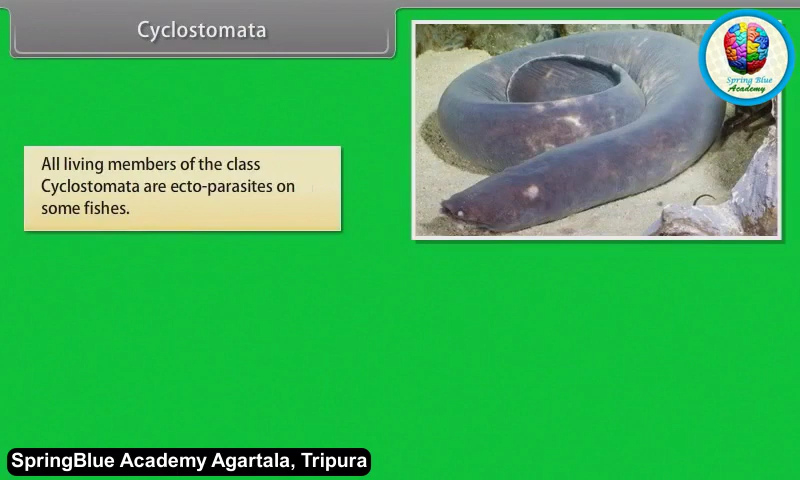 Cyclostomata
Spring Blue
Academy
All living members of the class
Cyclostomata are ecto-parasites on
some fishes.
SpringBlue Academy Agartala, Tripura